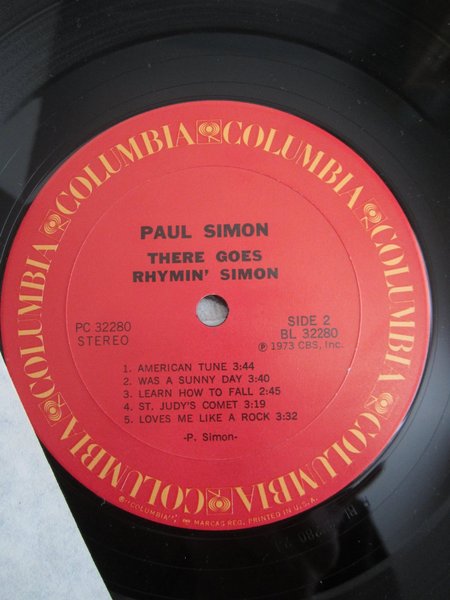 COLUMBIA COLUMBIA COLUMBIA COLUMBIA COLUMBIA COLUMBIA
PAUL SIMON
THERE GOES
RHYMIN' SIMON
PC 32280
STEREO
SIDE 2
BL 32280
Ⓟ 1973 CBS, Inc.
1. AMERICAN TUNE 3:44
2. WAS A SUNNY DAY 3:40
3. LEARN HOW TO FALL 2:45
4. ST. JUDY'S COMET 3:19
5. LOVES ME LIKE A ROCK 3:32
-P. Simon-
MARCAS REG. PRINTED IN U.S.A.